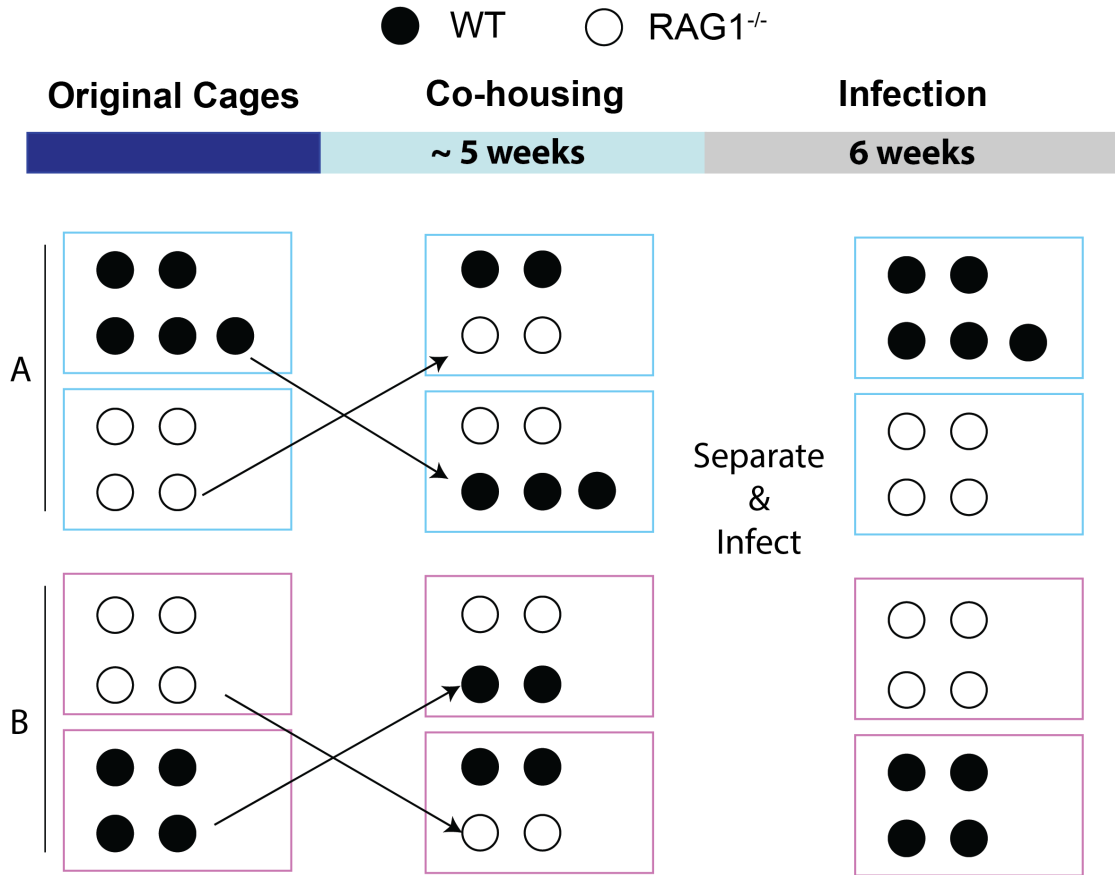 WT
RAG1-/-
Original Cages
Co-housing
Infection
~ 5 weeks
6 weeks
A
Separate
&
Infect
B